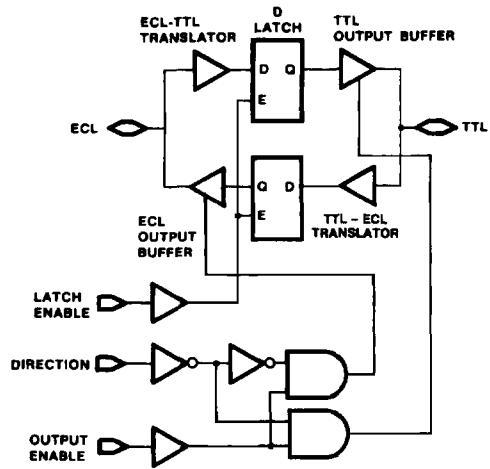 ECL-TTL
TRANSLATOR
D
LATCH
TTL
OUTPUT BUFFER
D Q
E
ECL
TTL
Q D
E
ECL
OUTPUT
BUFFER
TTL – ECL
TRANSLATOR
LATCH
ENABLE
DIRECTION
OUTPUT
ENABLE